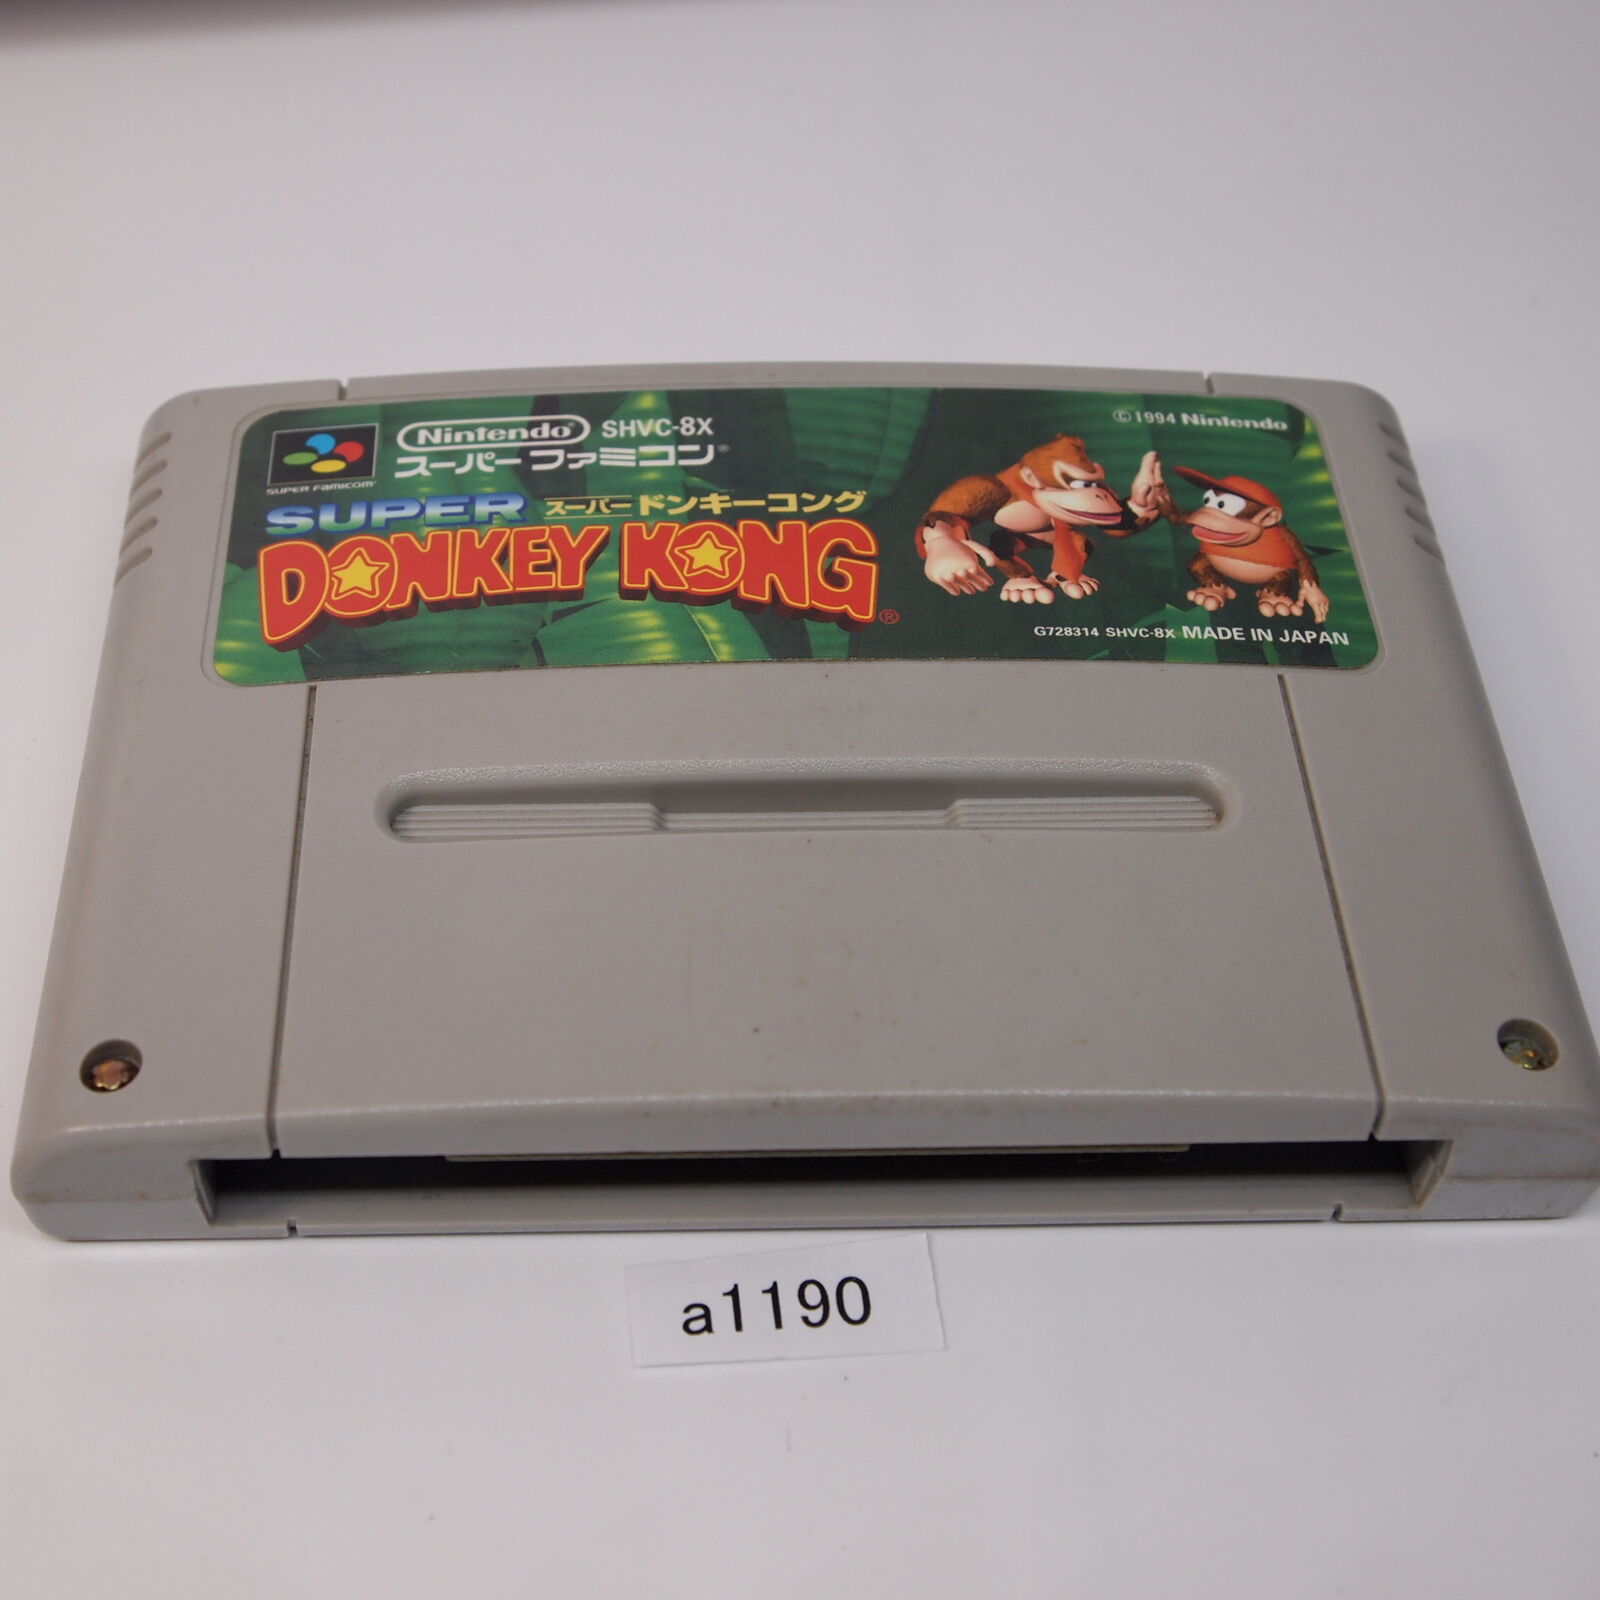 Nintendo® SHVC-8X
©1994 Nintendo
スーパーファミコン®
SUPER FAMICOM
SUPER スーパードンキーコング
DONKEY KONG®
G728314 SHVC-8X MADE IN JAPAN
a1190